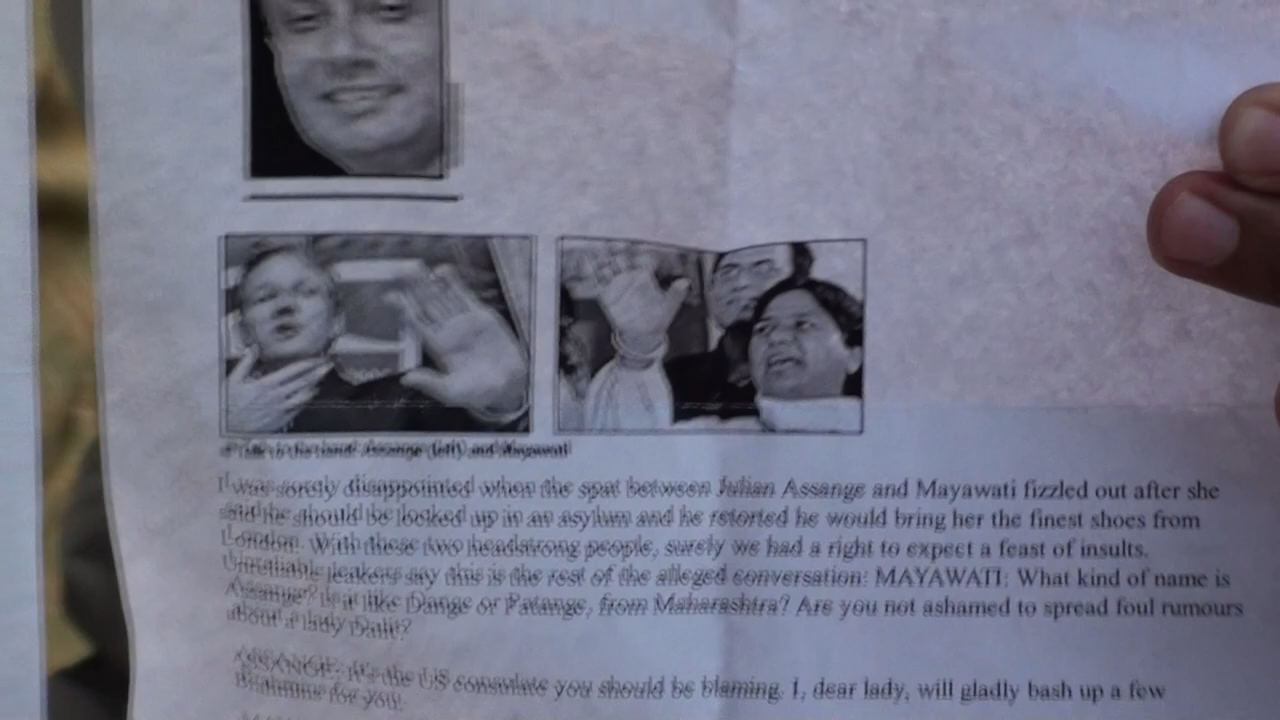 Talk to the hand: Assange (left) and Mayawati
I was sorely disappointed when the spat between Julian Assange and Mayawati fizzled out after she
said he should be locked up in an asylum and he retorted he would bring her the finest shoes from
London. With these two headstrong people, surely we had a right to expect a feast of insults.
Unreliable leakers say this is the rest of the alleged conversation: MAYAWATI: What kind of name is
Assange? Is it like Dange or Patange, from Maharashtra? Are you not ashamed to spread foul rumours
about a lady Dalit?
ASSANGE: It's the US consulate you should be blaming. I, dear lady, will gladly bash up a few
Brahmins for you.